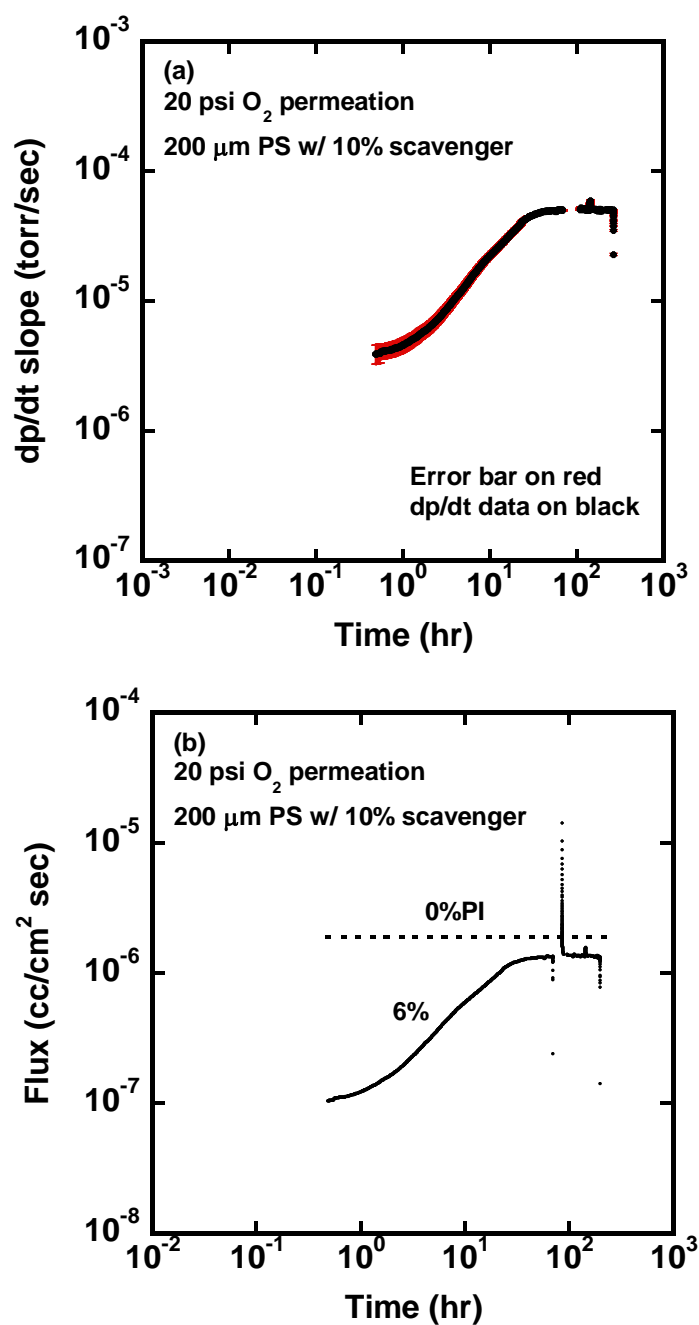 10⁻³
(a)
20 psi O₂ permeation
200 μm PS w/ 10% scavenger
10⁻⁴
dp/dt slope (torr/sec)
10⁻⁵
10⁻⁶
Error bar on red
dp/dt data on black
10⁻⁷
10⁻³ 10⁻² 10⁻¹ 10⁰ 10¹ 10² 10³
Time (hr)
10⁻⁴
(b)
20 psi O₂ permeation
200 μm PS w/ 10% scavenger
10⁻⁵
0%PI
Flux (cc/cm² sec)
10⁻⁶
6%
10⁻⁷
10⁻⁸
10⁻² 10⁻¹ 10⁰ 10¹ 10² 10³
Time (hr)